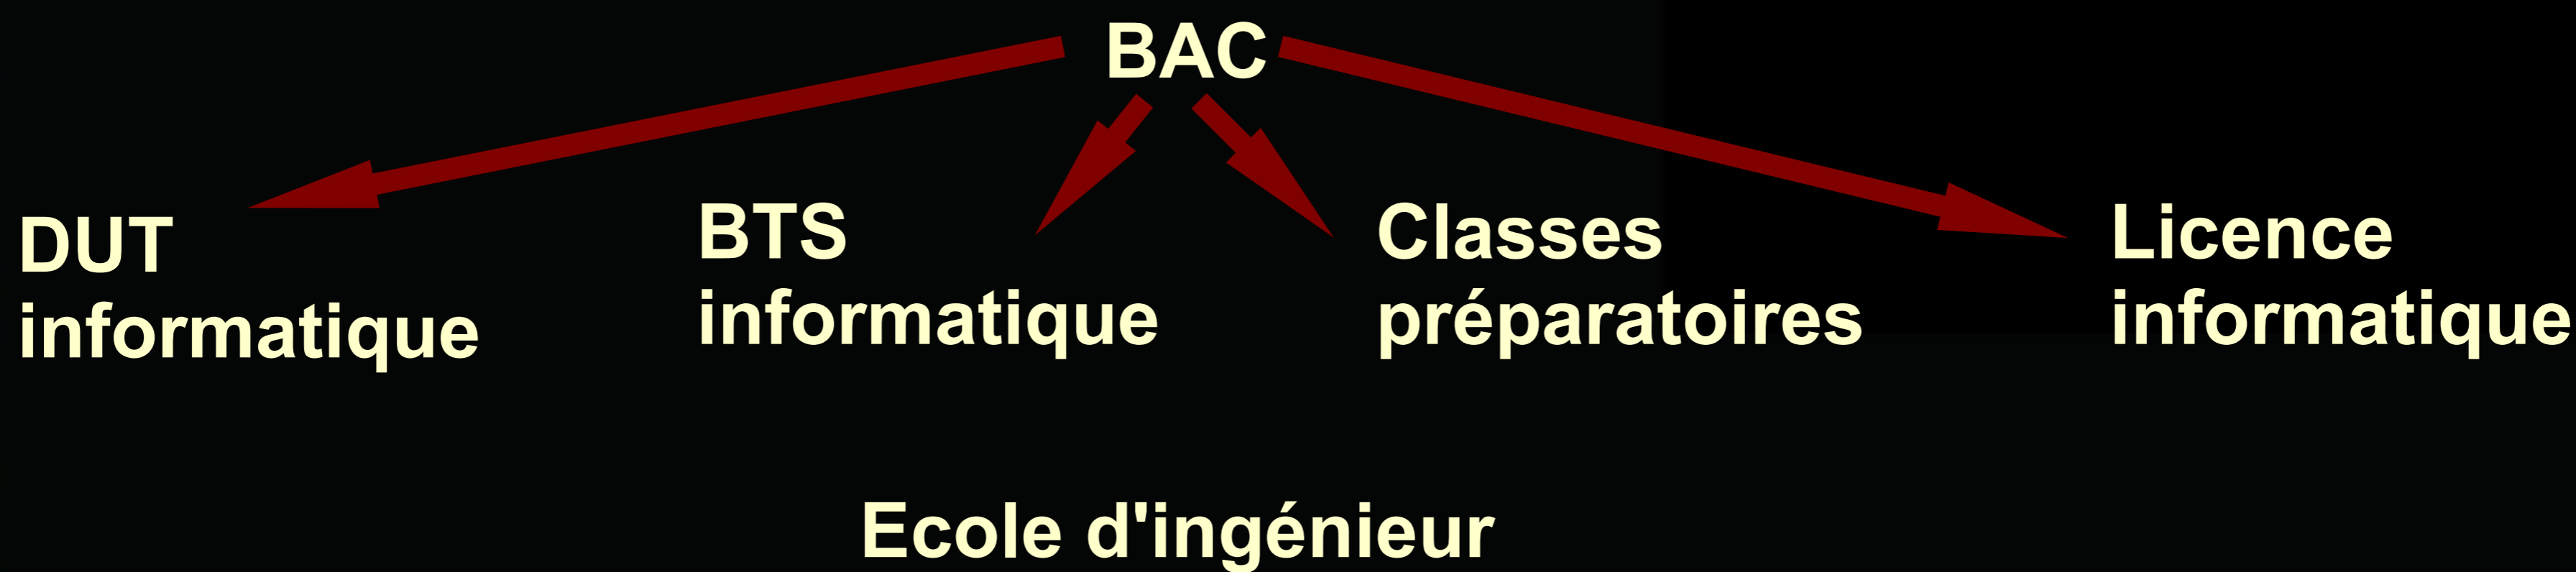 BAC
DUT
informatique
BTS
informatique
Classes
préparatoires
Licence
informatique
Ecole d'ingénieur